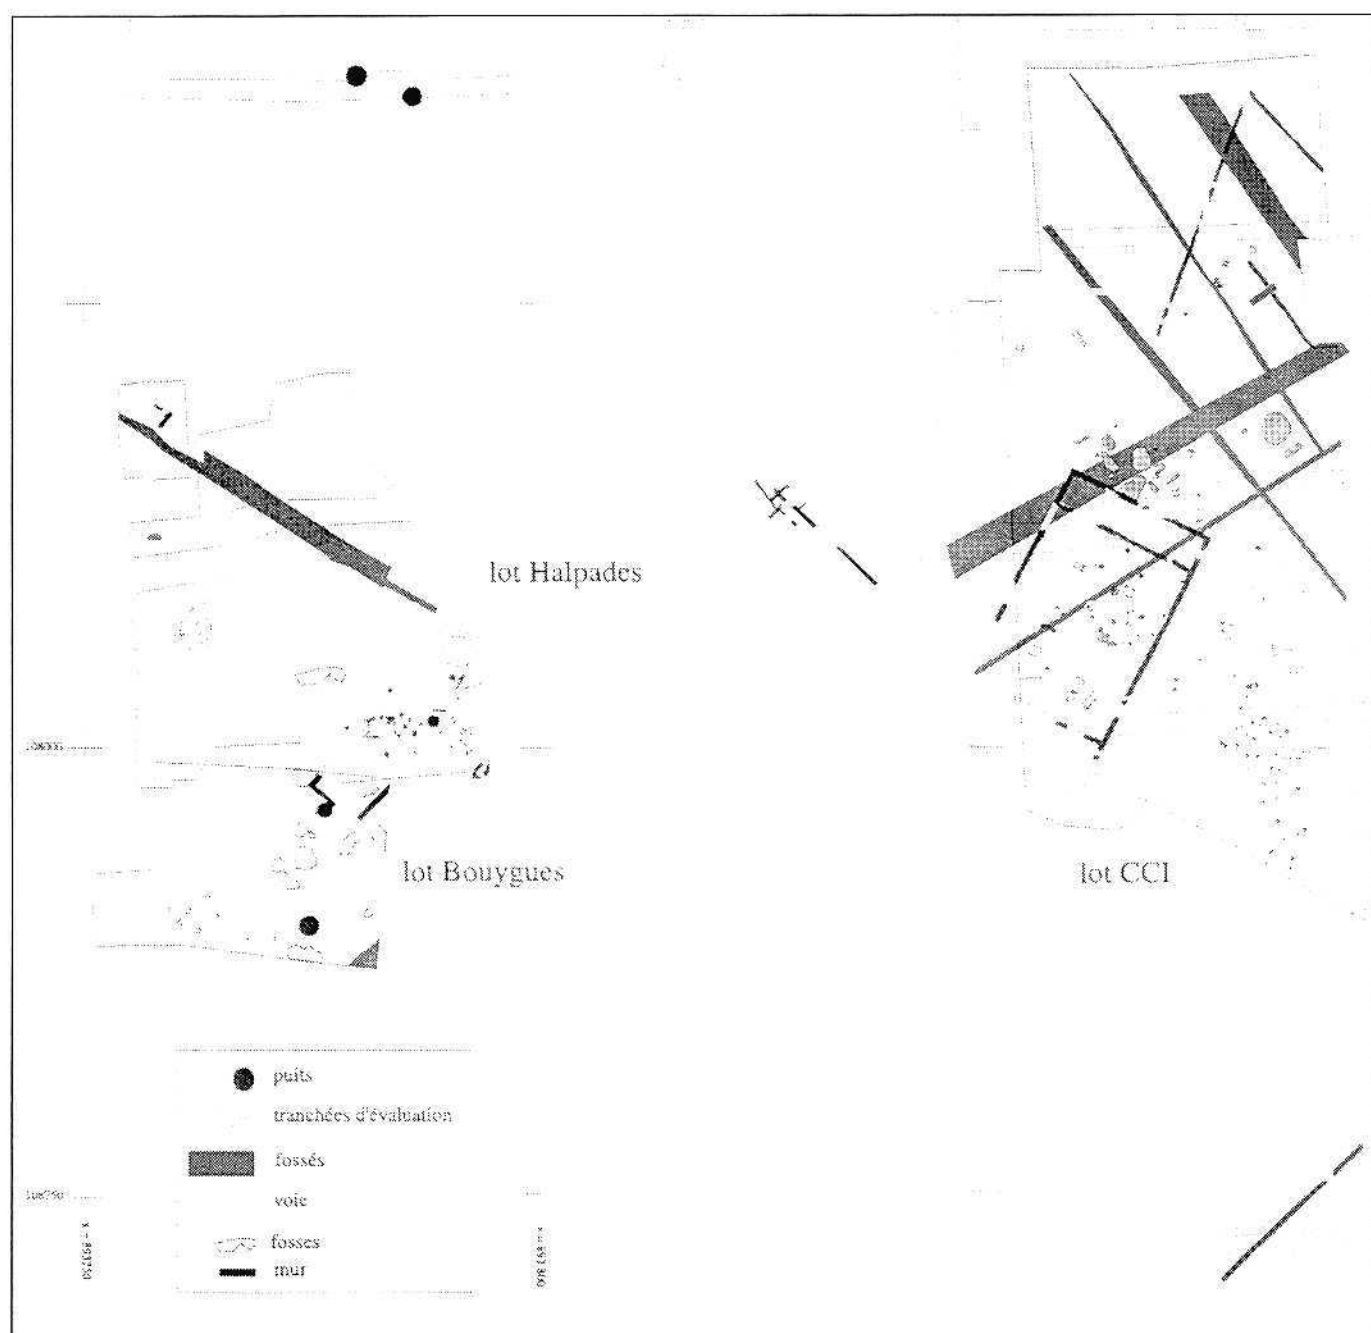 lot Halpades
lot Bouygues
lot CCI
puits
tranchées d'évaluation
fossés
voie
fosses
mur